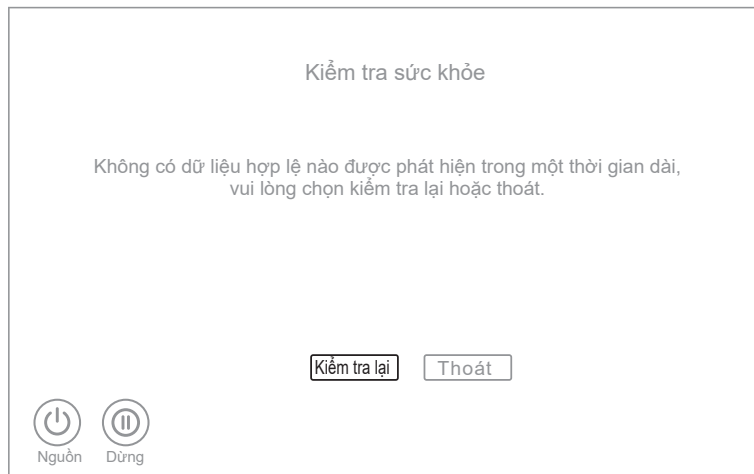 Kiểm tra sức khỏe
Không có dữ liệu hợp lệ nào được phát hiện trong một thời gian dài,
vui lòng chọn kiểm tra lại hoặc thoát.
Kiểm tra lại Thoát
Nguồn Dừng